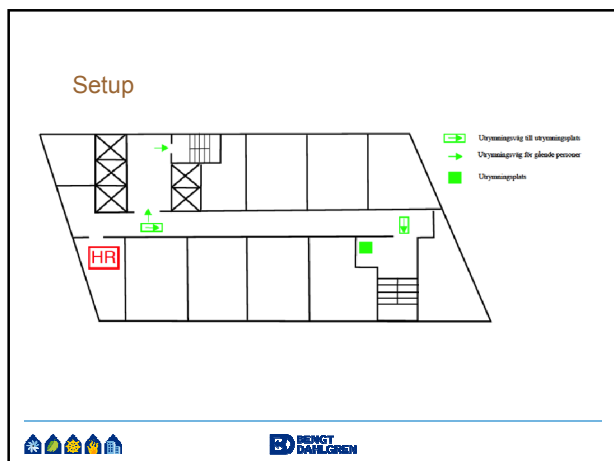 Setup
Utrymningsväg till utrymningsplats
Utrymningsväg för gående personer
Utrymningsplats
HR
BENGT
DAHLGREN